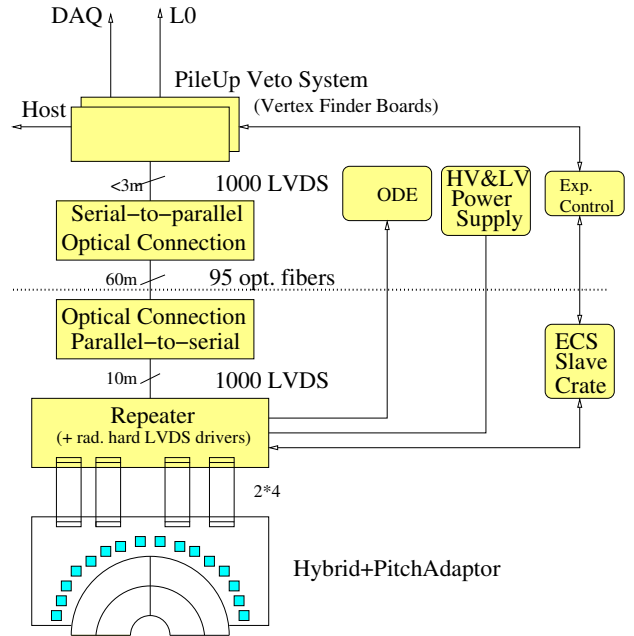 DAQ
L0
PileUp Veto System
Host
(Vertex Finder Boards)
<3m
1000 LVDS
ODE
HV&LV
Power
Supply
Exp.
Control
Serial−to−parallel
Optical Connection
60m
95 opt. fibers
Optical Connection
Parallel−to−serial
ECS
Slave
Crate
10m
1000 LVDS
Repeater
(+ rad. hard LVDS drivers)
2*4
Hybrid+PitchAdaptor